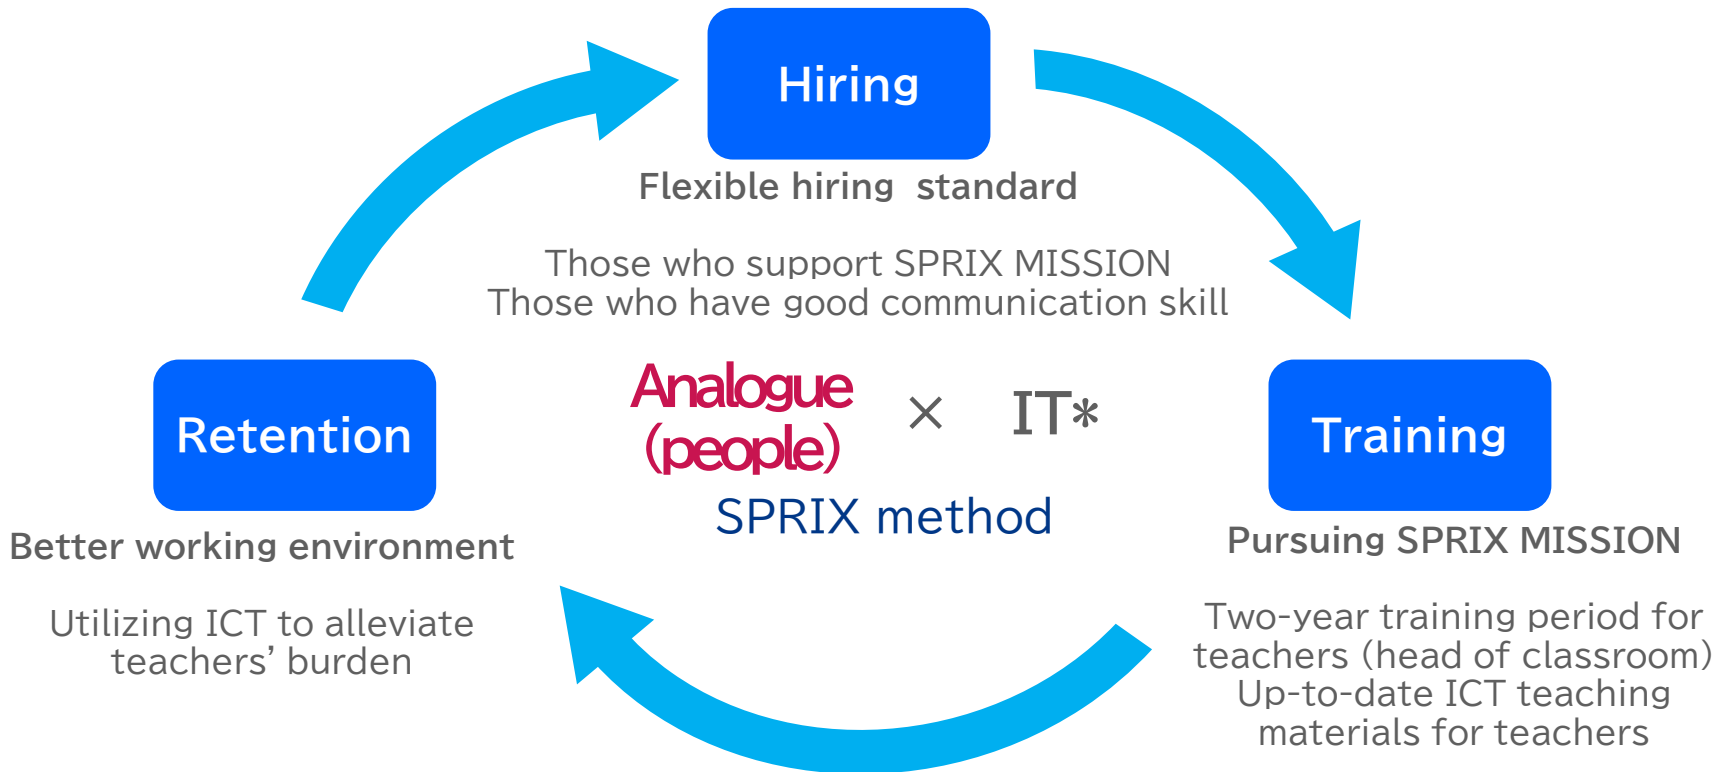 Hiring
Flexible hiring standard
Those who support SPRIX MISSION
Those who have good communication skill
Analogue
(people)
× IT*
SPRIX method
Retention
Better working environment
Utilizing ICT to alleviate
teachers’ burden
Training
Pursuing SPRIX MISSION
Two-year training period for
teachers (head of classroom)
Up-to-date ICT teaching
materials for teachers